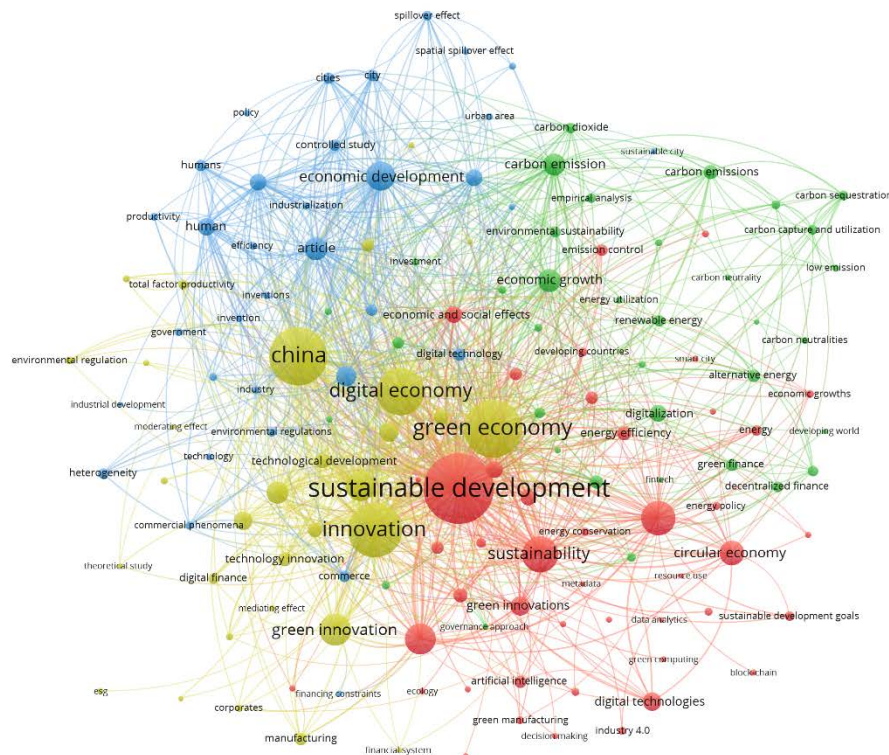 spillover effect
spatial spillover effect
cities
city
policy
urban area
carbon dioxide
controlled study
sustainable city
humans
carbon emission
carbon emissions
economic development
empirical analysis
carbon sequestration
industrialization
productivity
human
environmental sustainability
carbon capture and utilization
efficiency
article
emission control
investment
low emission
economic growth
carbon neutrality
total factor productivity
energy utilization
inventions
economic and social effects
renewable energy
invention
government
carbon neutralities
china
digital technology
developing countries
smart city
environmental regulation
alternative energy
industry
digital economy
economic growths
industrial development
digitalization
moderating effect
green economy
environmental regulations
energy efficiency
energy
developing world
technology
technological development
green finance
heterogeneity
fintech
sustainable development
decentralized finance
energy policy
commercial phenomena
innovation
energy conservation
sustainability
circular economy
technology innovation
theoretical study
digital finance
commerce
metadata
resource use
mediating effect
green innovations
sustainable development goals
data analytics
green innovation
governance approach
green computing
blockchain
artificial intelligence
esg
financing constraints
ecology
digital technologies
corporates
green manufacturing
industry 4.0
manufacturing
decision making
financial system